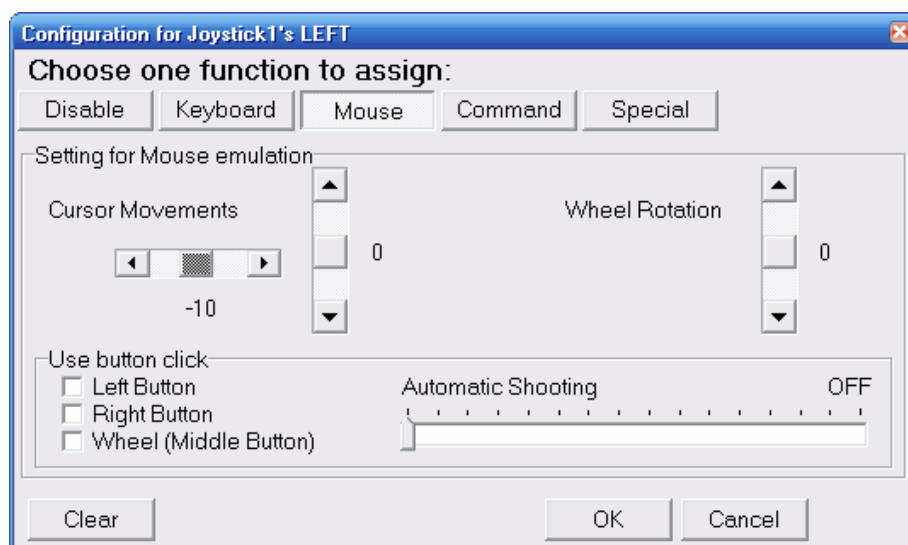 Configuration for Joystick1's LEFT
Choose one function to assign:
Disable Keyboard Mouse Command Special
Setting for Mouse emulation
Cursor Movements
0
-10
Wheel Rotation
0
Use button click
Left Button
Right Button
Wheel (Middle Button)
Automatic Shooting OFF
Clear OK Cancel